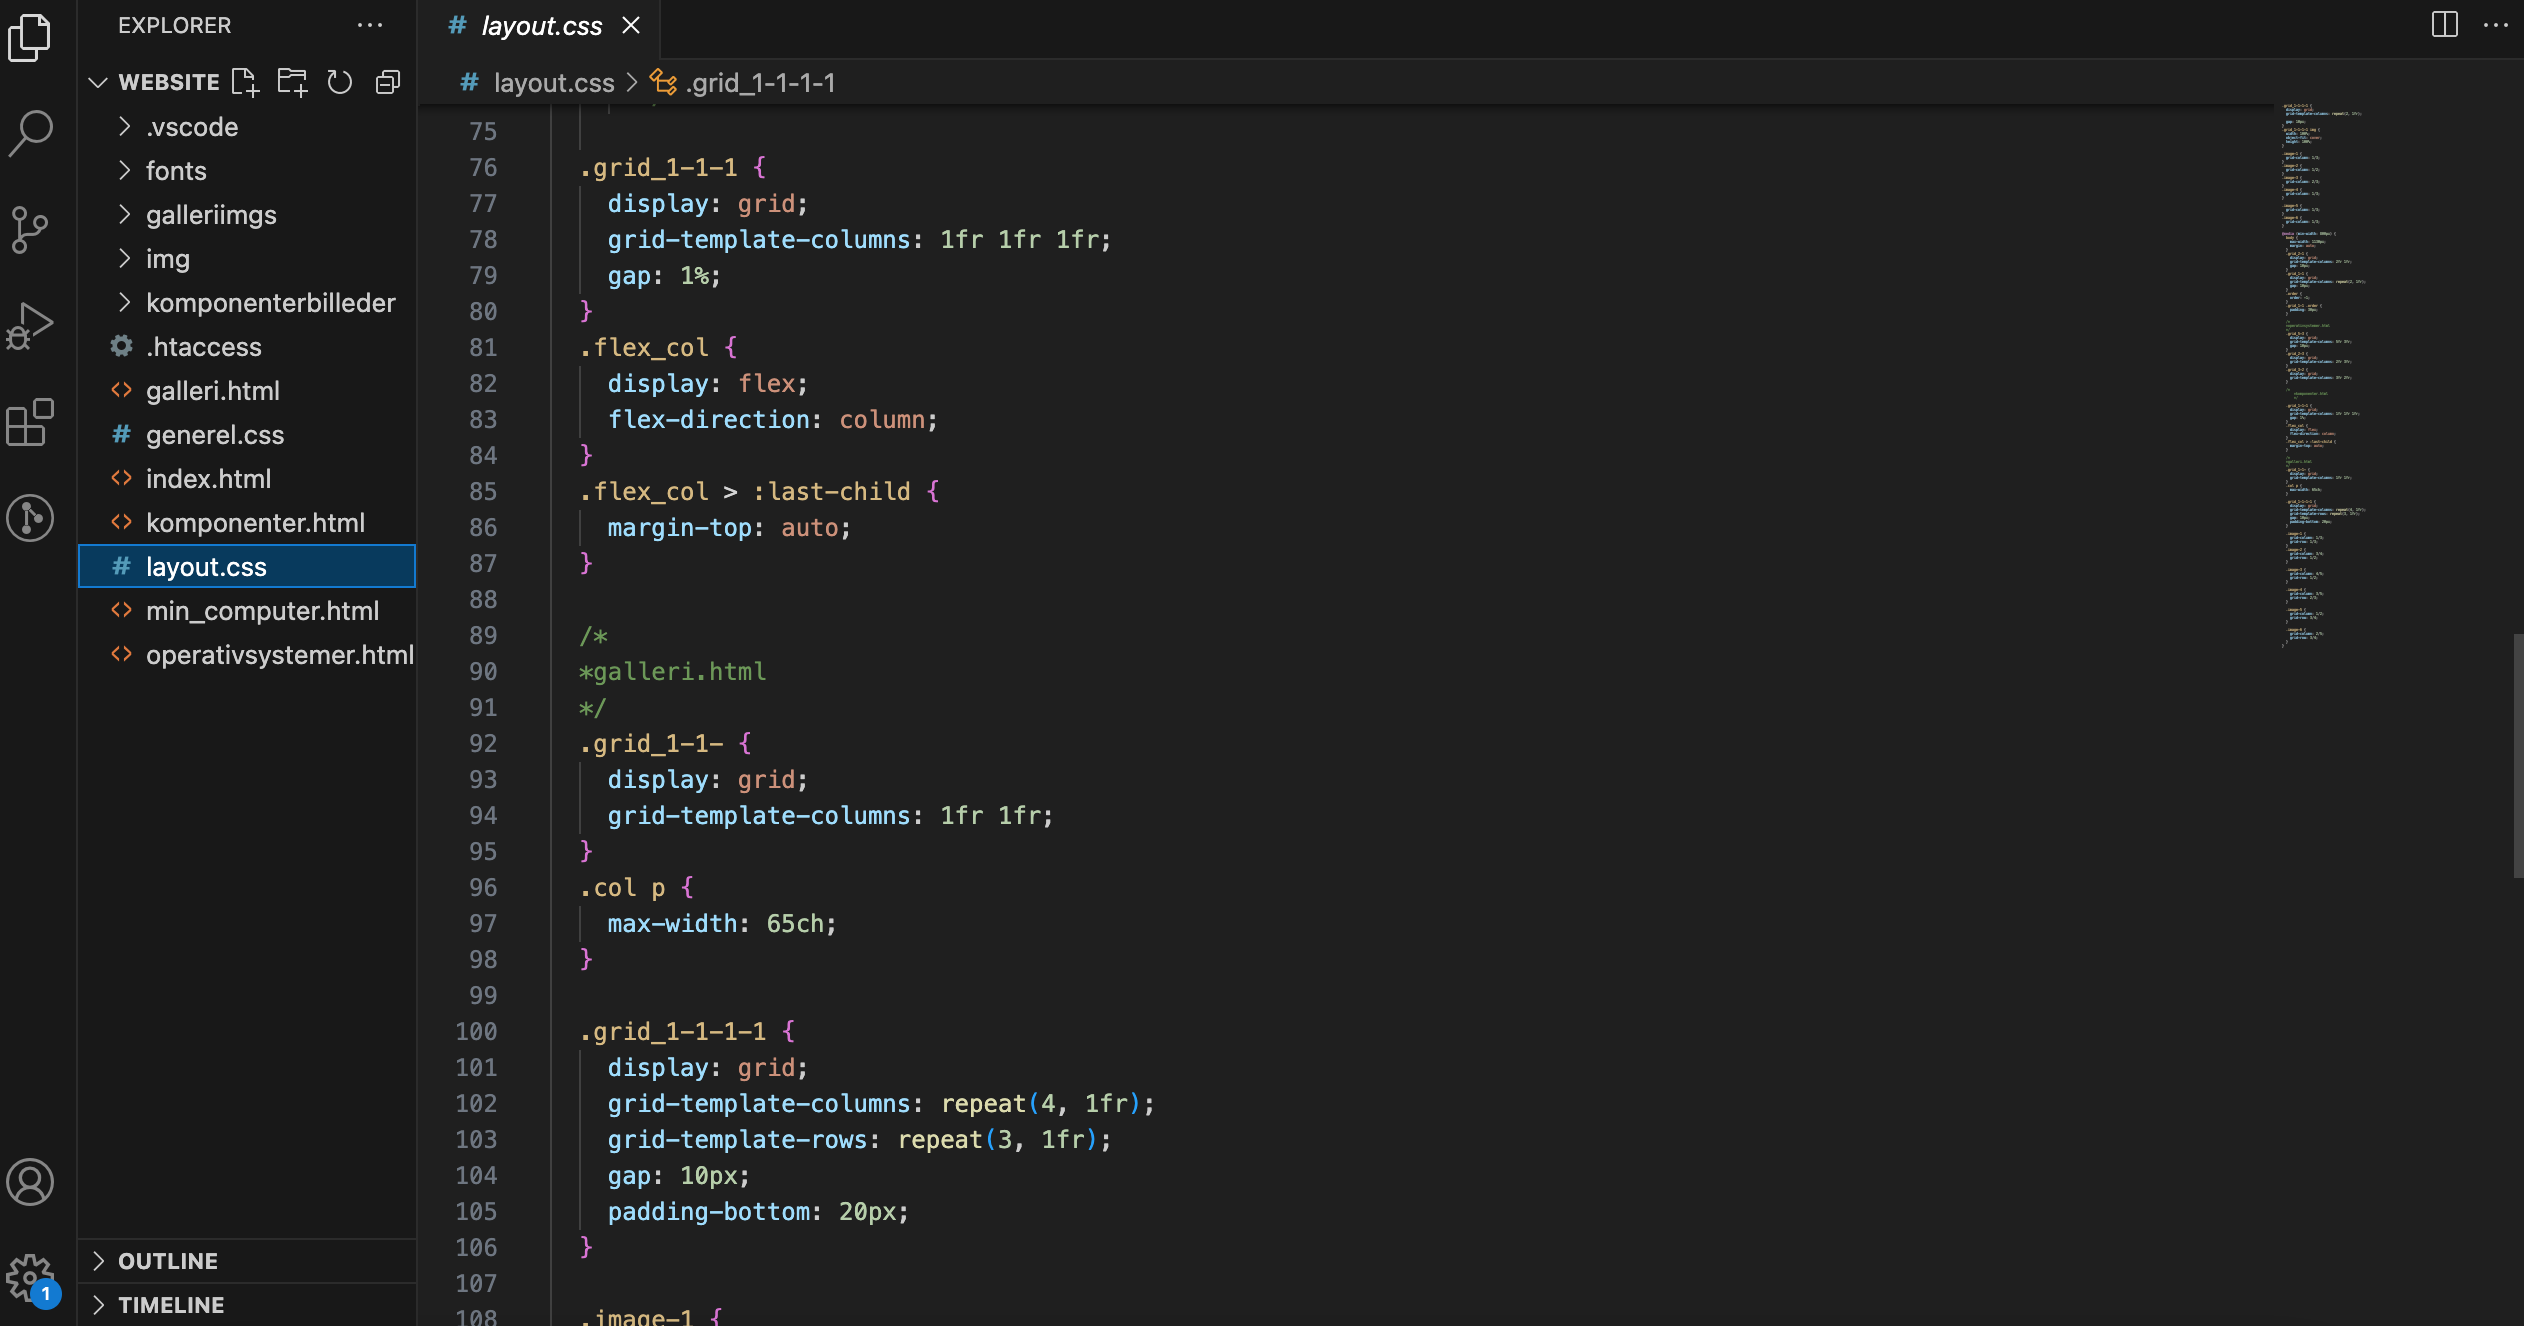 EXPLORER
WEBSITE
.vscode
fonts
galleriimgs
img
komponenterbilleder
.htaccess
galleri.html
generel.css
index.html
komponenter.html
layout.css
min_computer.html
operativsystemer.html
OUTLINE
TIMELINE
1
# layout.css
# layout.css > .grid_1-1-1-1
75
76 .grid_1-1-1 {
77 display: grid;
78 grid-template-columns: 1fr 1fr 1fr;
79 gap: 1%;
80 }
81 .flex_col {
82 display: flex;
83 flex-direction: column;
84 }
85 .flex_col > :last-child {
86 margin-top: auto;
87 }
88
89 /*
90 *galleri.html
91 */
92 .grid_1-1- {
93 display: grid;
94 grid-template-columns: 1fr 1fr;
95 }
96 .col p {
97 max-width: 65ch;
98 }
99
100 .grid_1-1-1-1 {
101 display: grid;
102 grid-template-columns: repeat(4, 1fr);
103 grid-template-rows: repeat(3, 1fr);
104 gap: 10px;
105 padding-bottom: 20px;
106 }
107
108 .image-1 {